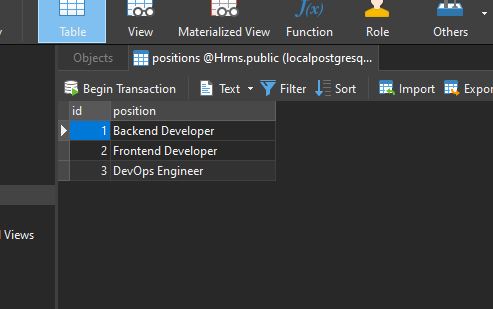 Table View Materialized View Function Role Others
f(x)
Objects positions @Hrms.public (localpostgresq...
Begin Transaction Text Filter Sort Import Export
id position
1 Backend Developer
2 Frontend Developer
3 DevOps Engineer
Views